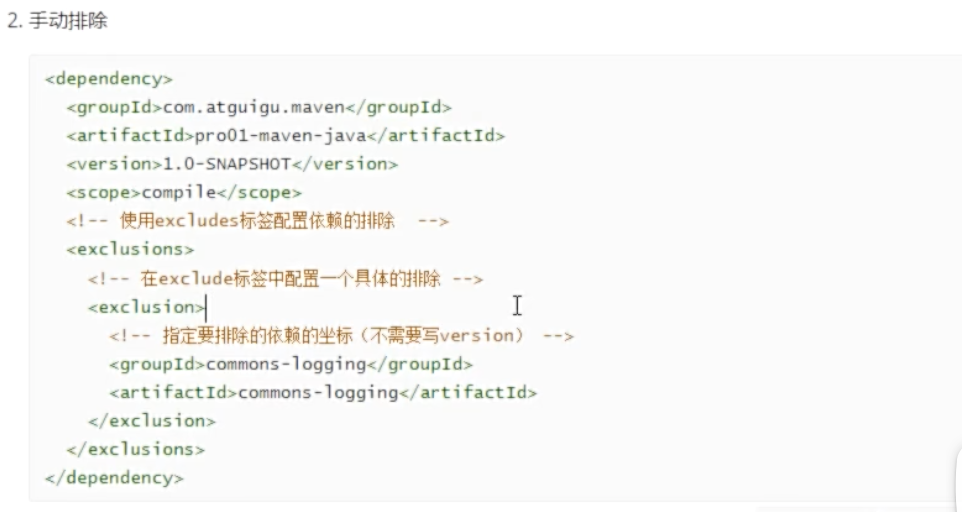 2. 手动排除
<dependency>
<groupId>com.atguigu.maven</groupId>
<artifactId>pro01-maven-java</artifactId>
<version>1.0-SNAPSHOT</version>
<scope>compile</scope>
<!-- 使用excludes标签配置依赖的排除 -->
<exclusions>
<!-- 在exclude标签中配置一个具体的排除 -->
<exclusion>
<!-- 指定要排除的依赖的坐标（不需要写version） -->
<groupId>commons-logging</groupId>
<artifactId>commons-logging</artifactId>
</exclusion>
</exclusions>
</dependency>